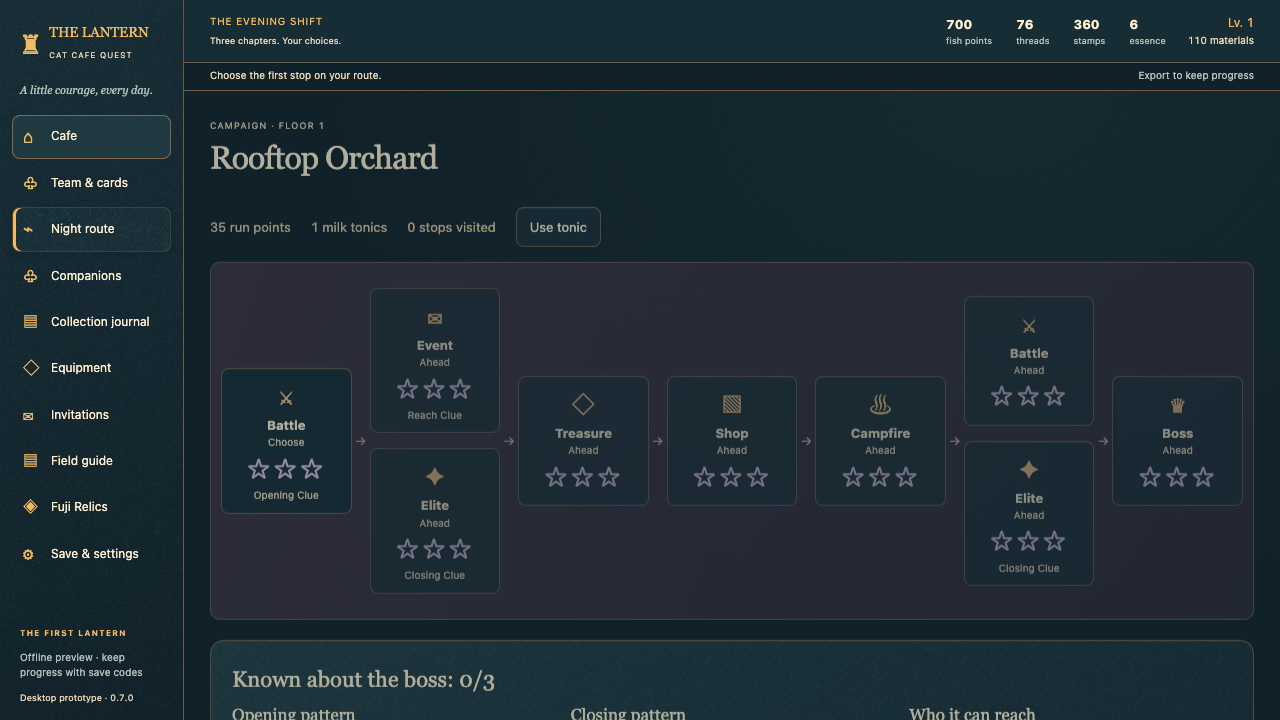 THE LANTERN
CAT CAFE QUEST
A little courage, every day.
Cafe
Team & cards
Night route
Companions
Collection journal
Equipment
Invitations
Field guide
Fuji Relics
Save & settings
THE FIRST LANTERN
Offline preview · keep
progress with save codes
Desktop prototype · 0.7.0
THE EVENING SHIFT
Three chapters. Your choices.
700
fish points
76
threads
360
stamps
6
essence
Lv. 1
110 materials
Choose the first stop on your route.
Export to keep progress
CAMPAIGN · FLOOR 1
Rooftop Orchard
35 run points
1 milk tonics
0 stops visited
Use tonic
Battle
Choose
Opening Clue
→
Event
Ahead
Reach Clue
Elite
Ahead
Closing Clue
→
Treasure
Ahead
→
Shop
Ahead
→
Campfire
Ahead
→
Battle
Ahead
Elite
Ahead
Closing Clue
→
Boss
Ahead
Known about the boss: 0/3
Opening pattern
Closing pattern
Who it can reach